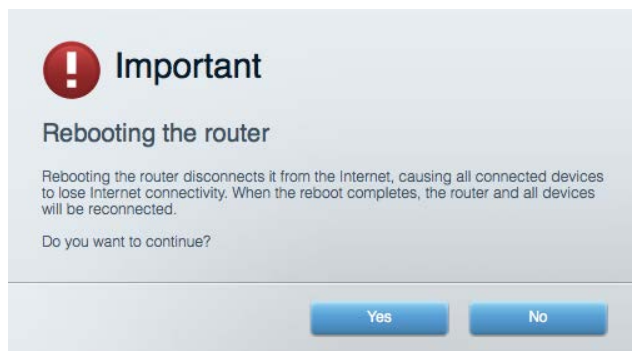 Important
Rebooting the router
Rebooting the router disconnects it from the Internet, causing all connected devices
to lose Internet connectivity. When the reboot completes, the router and all devices
will be reconnected.
Do you want to continue?
Yes
No